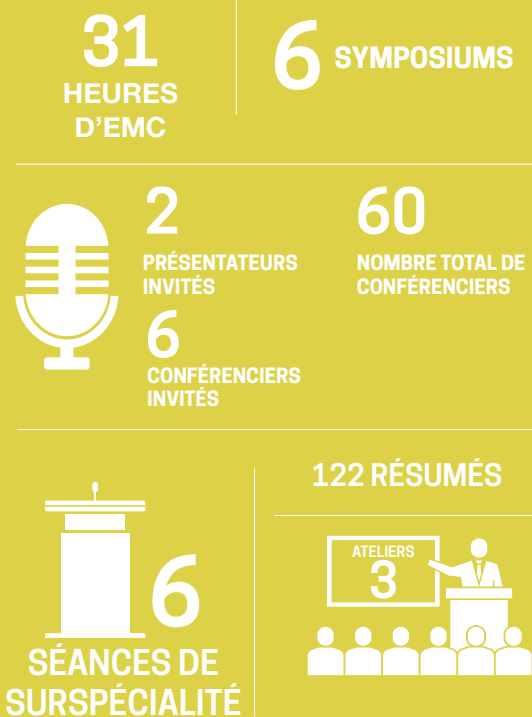 31
HEURES
D'EMC
6 SYMPOSIUMS
2
PRÉSENTATEURS
INVITÉS
60
NOMBRE TOTAL DE
CONFÉRENCIERS
6
CONFÉRENCIERS
INVITÉS
6
SÉANCES DE
SURSPÉCIALITÉ
122 RÉSUMÉS
ATELIERS
3